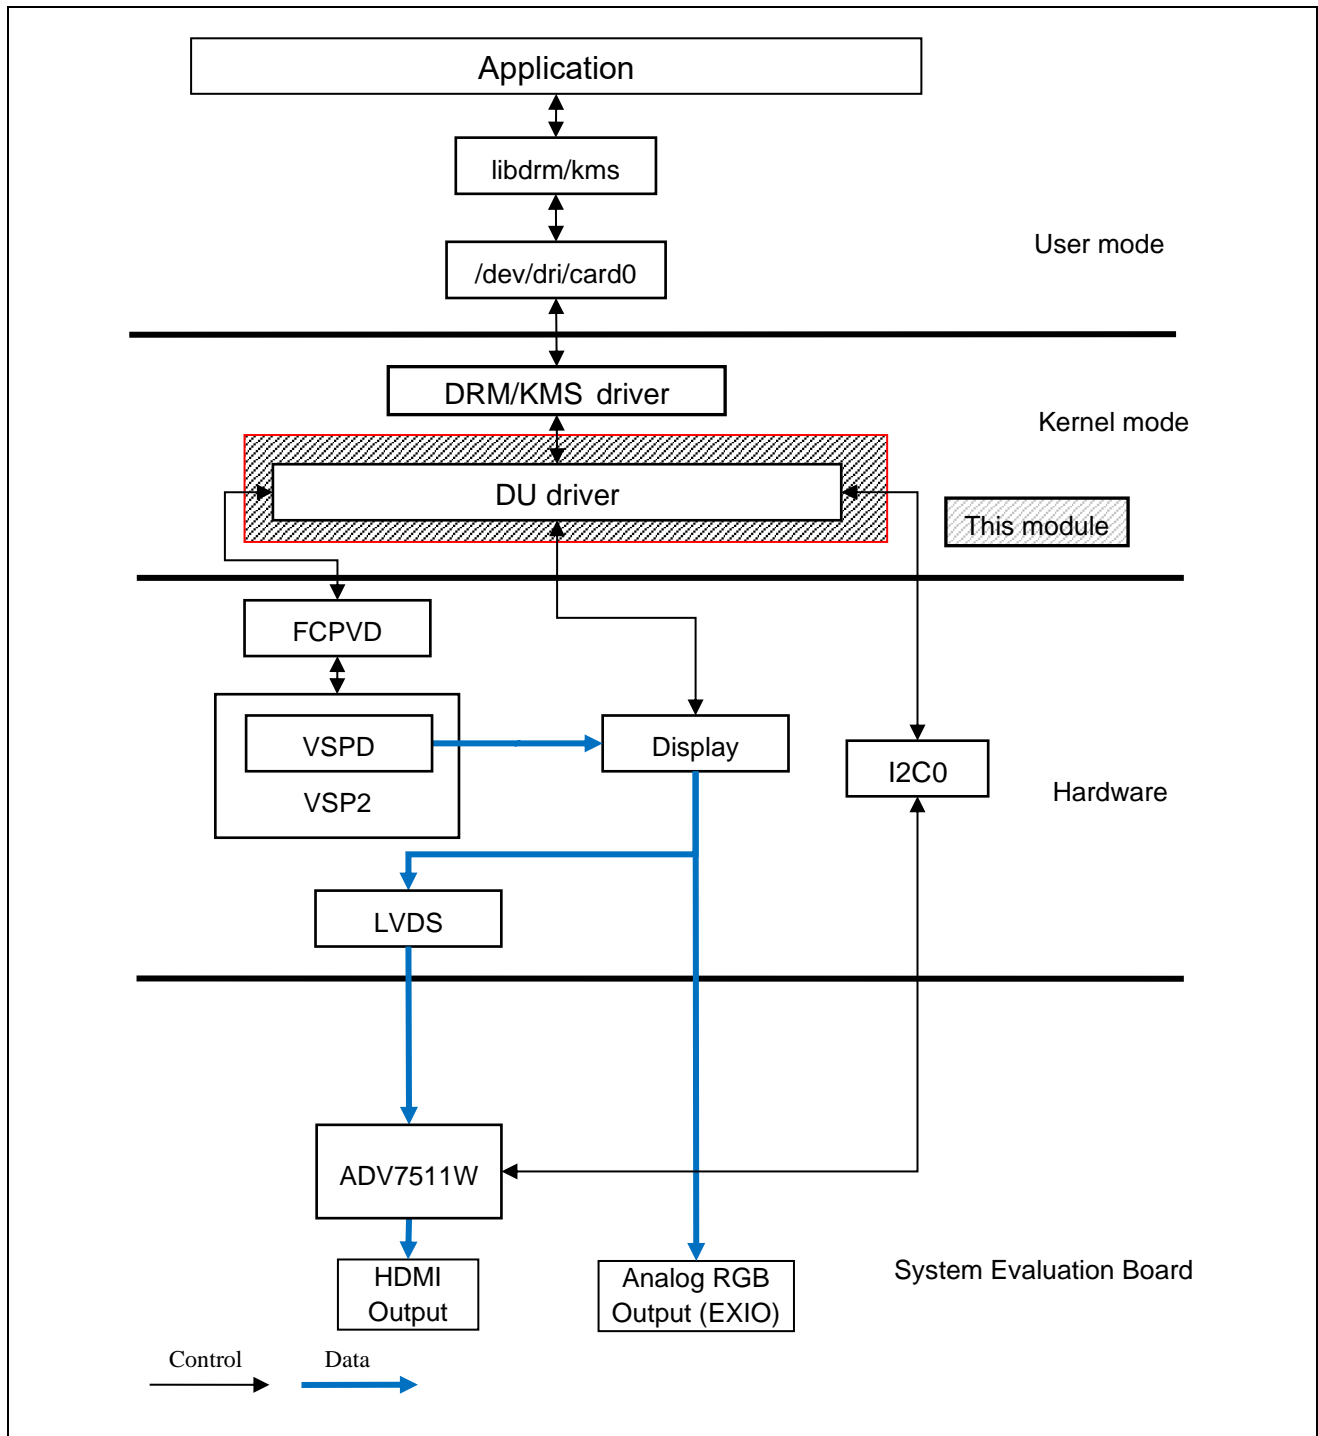 Application
libdrm/kms
/dev/dri/card0
User mode
DRM/KMS driver
Kernel mode
DU driver
This module
FCPVD
VSPD
VSP2
Display
I2C0
Hardware
LVDS
ADV7511W
HDMI
Output
Analog RGB
Output (EXIO)
System Evaluation Board
Control
Data